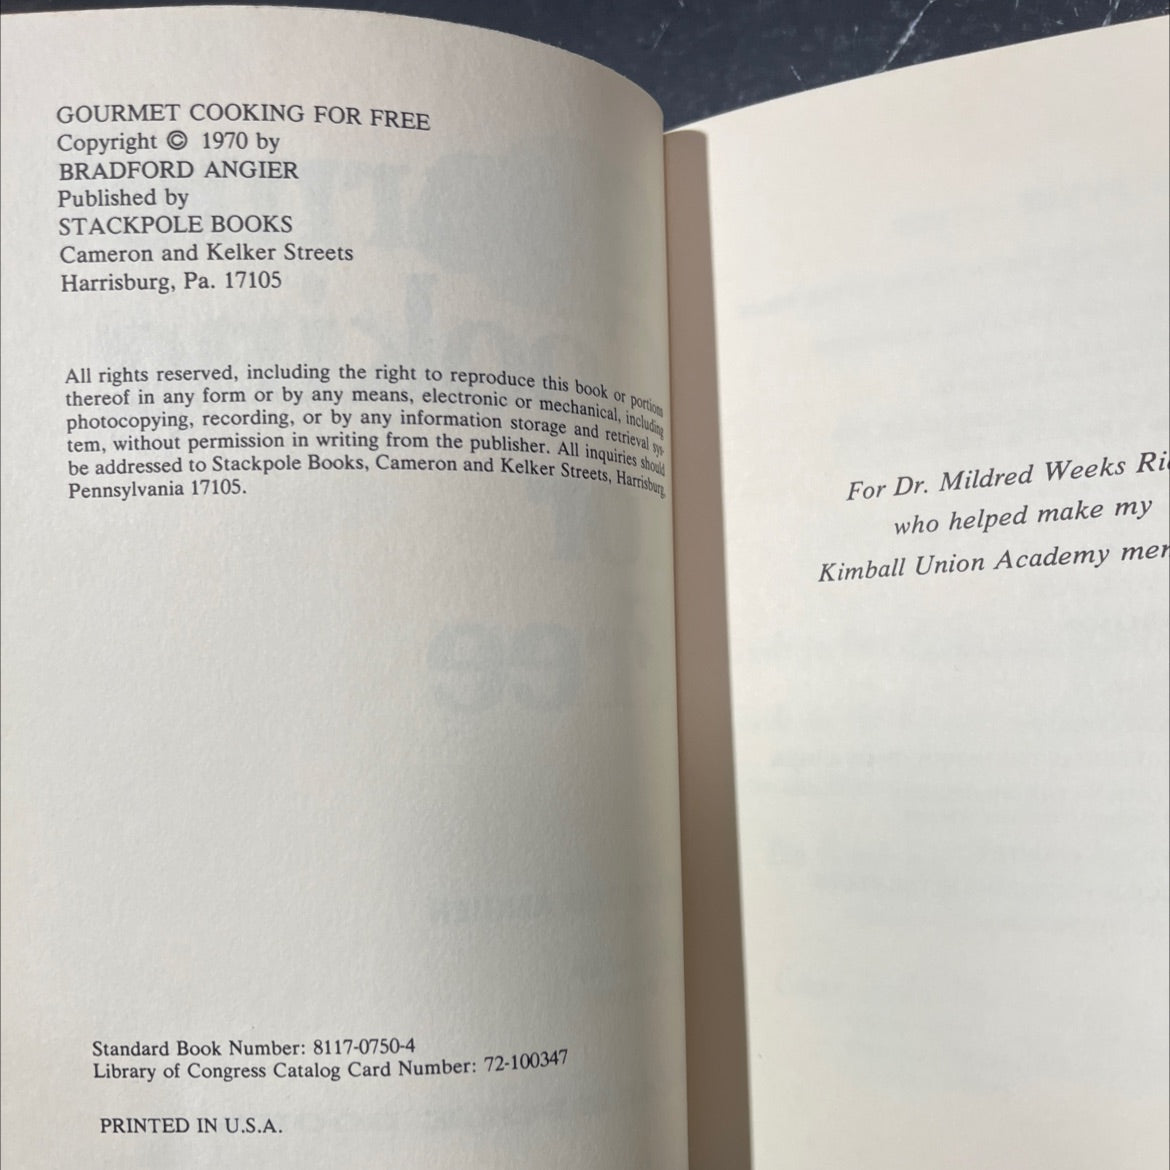 GOURMET COOKING FOR FREE
Copyright © 1970 by
BRADFORD ANGIER
Published by
STACKPOLE BOOKS
Cameron and Kelker Streets
Harrisburg, Pa. 17105
All rights reserved, including the right to reproduce this book or portions
thereof in any form or by any means, electronic or mechanical, including
photocopying, recording, or by any information storage and retrieval sys-
tem, without permission in writing from the publisher. All inquiries should
be addressed to Stackpole Books, Cameron and Kelker Streets, Harrisburg,
Pennsylvania 17105.
Standard Book Number: 8117-0750-4
Library of Congress Catalog Card Number: 72-100347
PRINTED IN U.S.A.
For Dr. Mildred Weeks
who helped make my
Kimball Union Academy